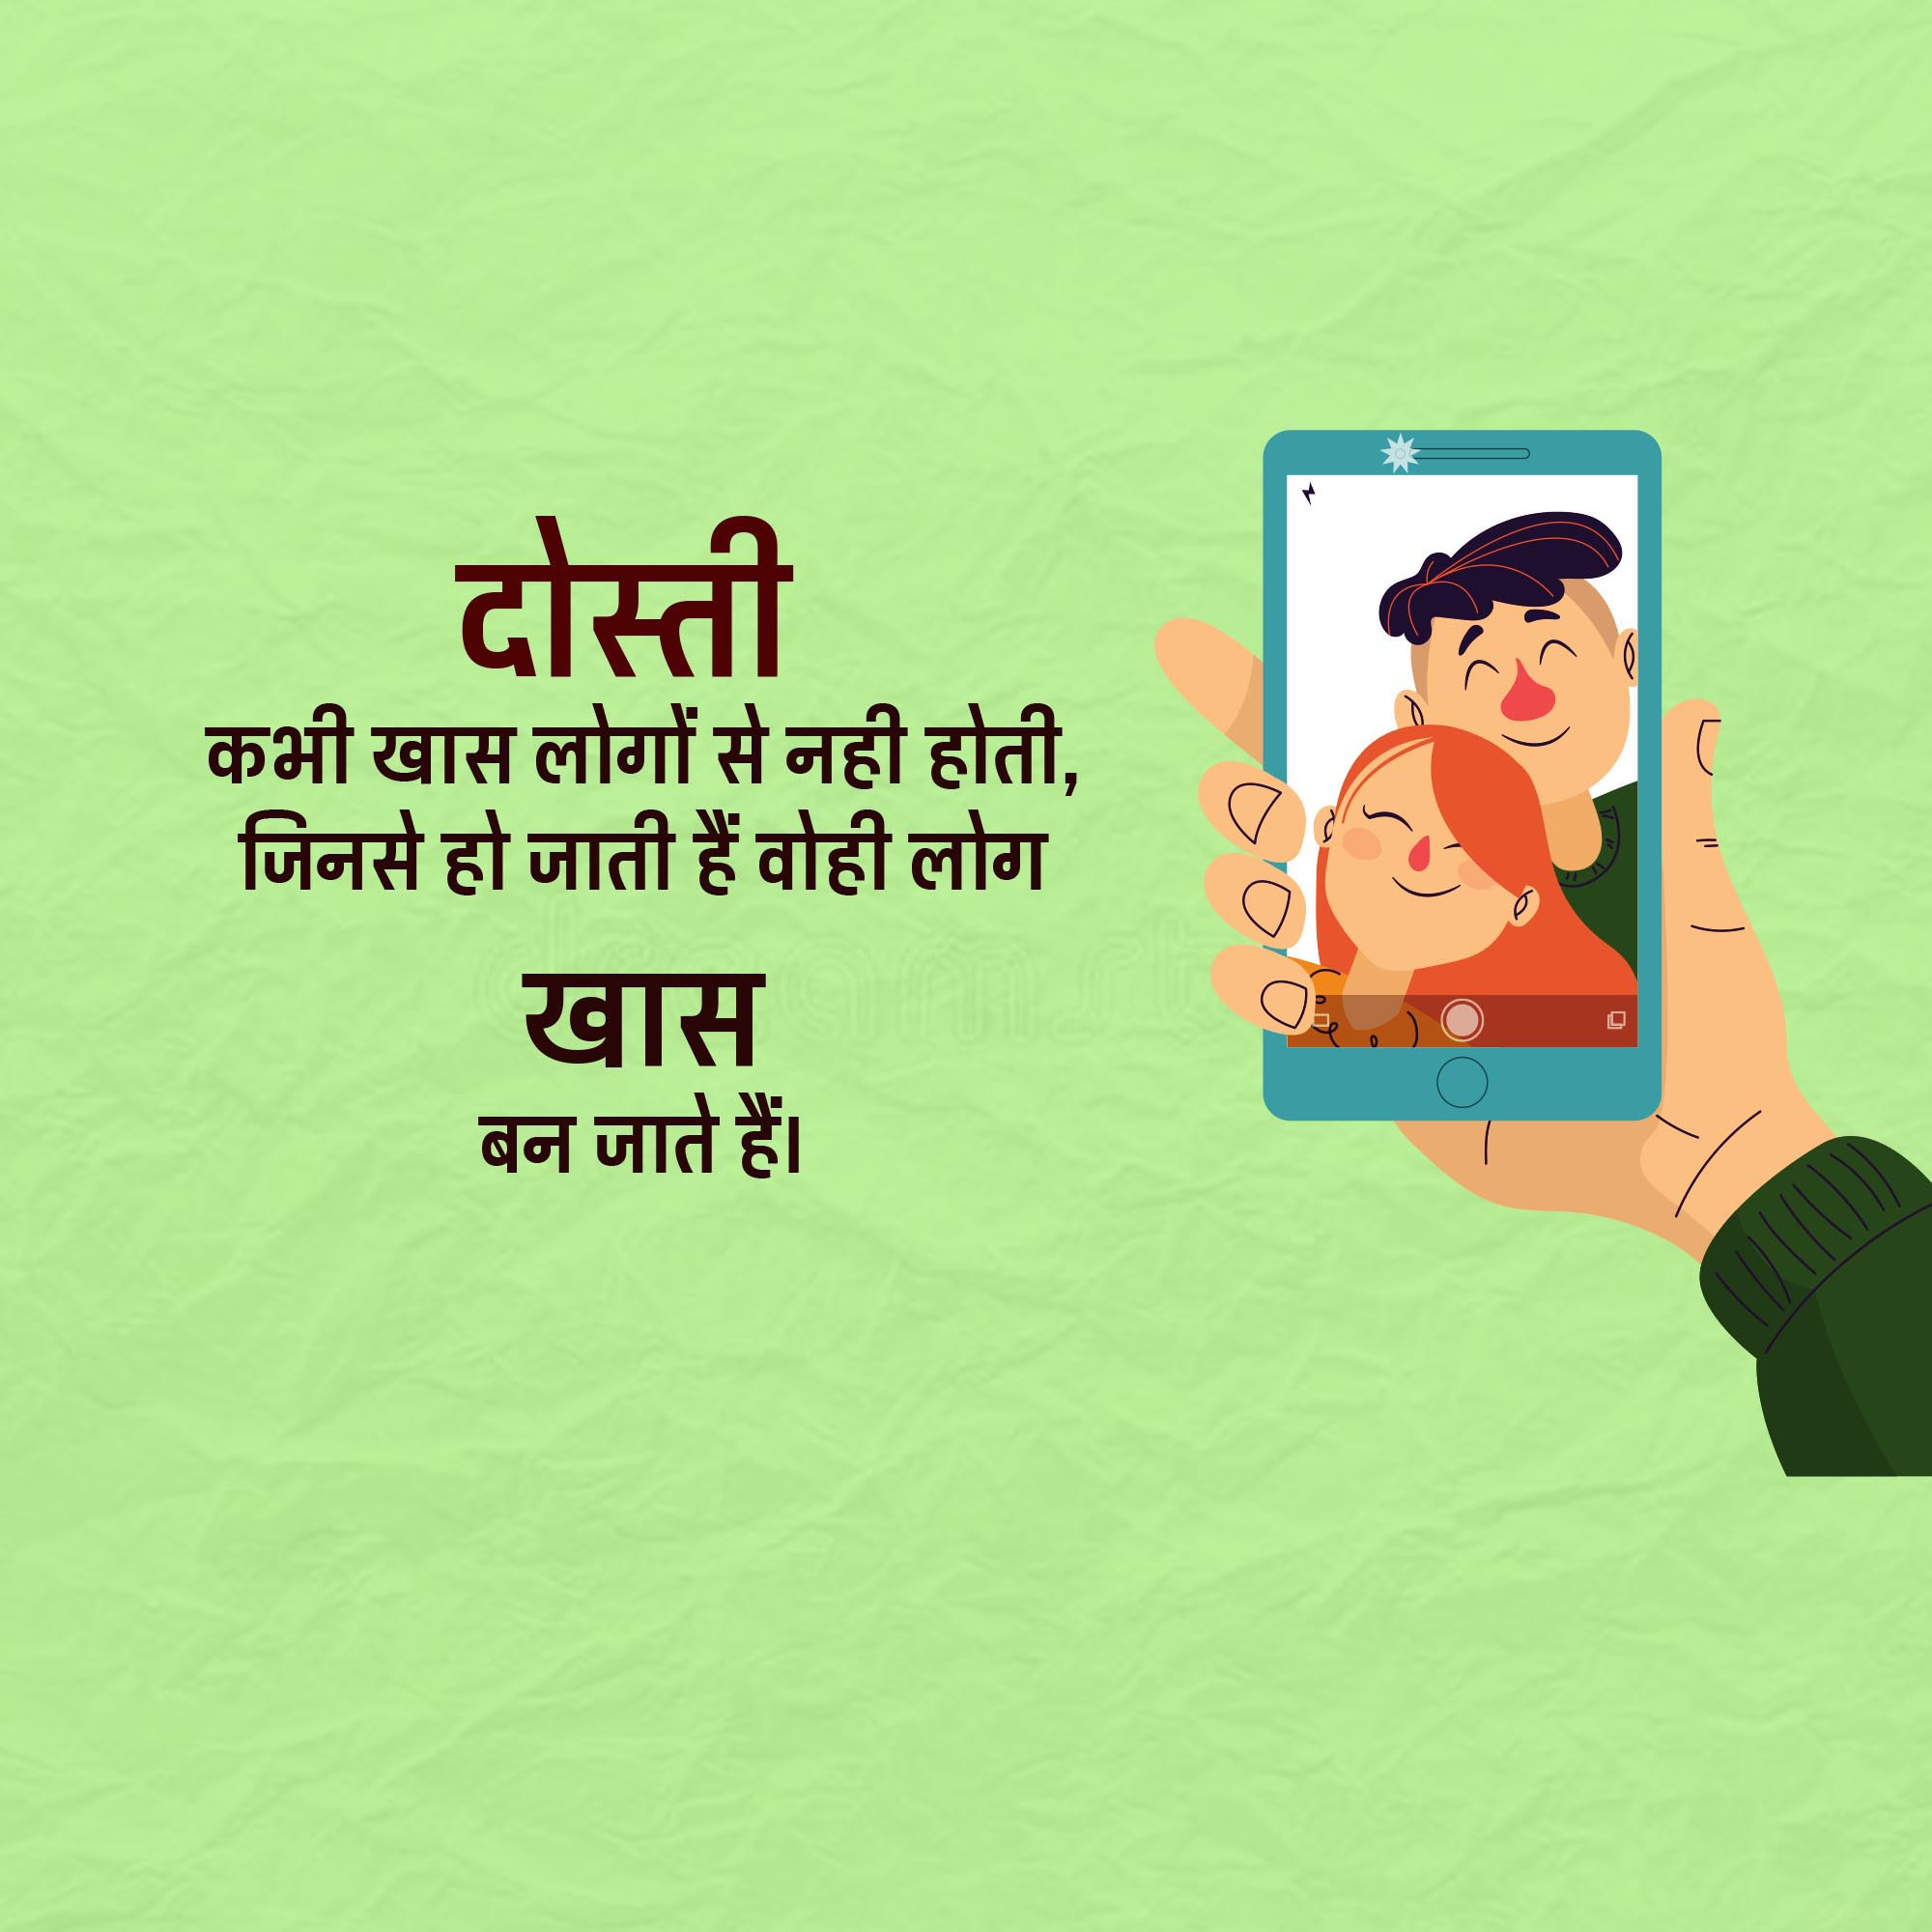 दोस्ती
कभी खास लोगों से नही होती,
जिनसे हो जाती हैं वोही लोग
खास
बन जाते हैं।